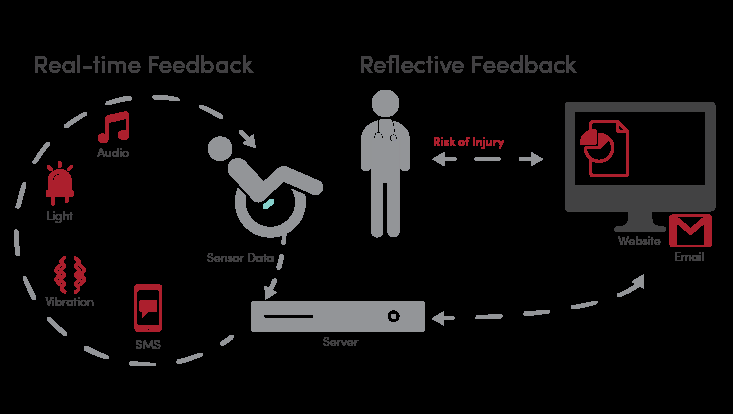 Real-time Feedback
Reflective Feedback
Audio
Risk of Injury
Light
Website
Sensor Data
Email
Vibration
SMS
Server